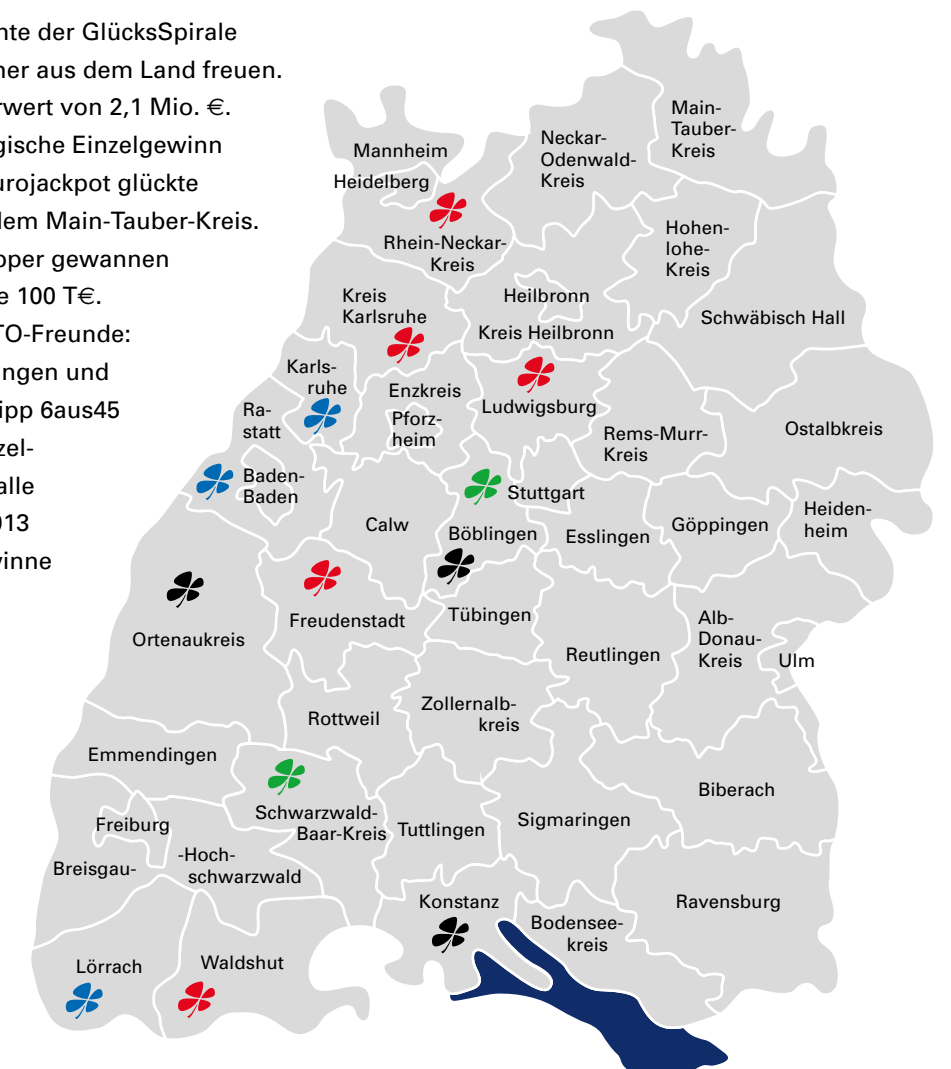 nte der GlücksSpirale
ner aus dem Land freuen.
rwert von 2,1 Mio. €.
gische Einzelgewinn
urojackpot glückte
dem Main-Tauber-Kreis.
pper gewannen
e 100 T€.
TO-Freunde:
ngen und
ipp 6aus45
zel-
alle
013
vinne
Main-
Tauber-
Kreis
Neckar-
Odenwald-
Kreis
Mannheim
Heidelberg
Rhein-Neckar-
Kreis
Hohen-
lohe-
Kreis
Kreis
Karlsruhe
Heilbronn
Kreis Heilbronn
Schwäbisch Hall
Karls-
ruhe
Enzkreis
Pforz-
heim
Ludwigsburg
Ra-
statt
Rems-Murr-
Kreis
Ostalbkreis
Baden-
Baden
Stuttgart
Calw
Böblingen
Esslingen
Göppingen
Heiden-
heim
Freudenstadt
Tübingen
Ortenaukreis
Reutlingen
Alb-
Donau-
Kreis
Ulm
Rottweil
Zollernalb-
kreis
Emmendingen
Schwarzwald-
Baar-Kreis
Tuttlingen
Sigmaringen
Biberach
Freiburg
Breisgau-
-Hoch-
schwarzwald
Konstanz
Bodensee-
kreis
Ravensburg
Lörrach
Waldshut